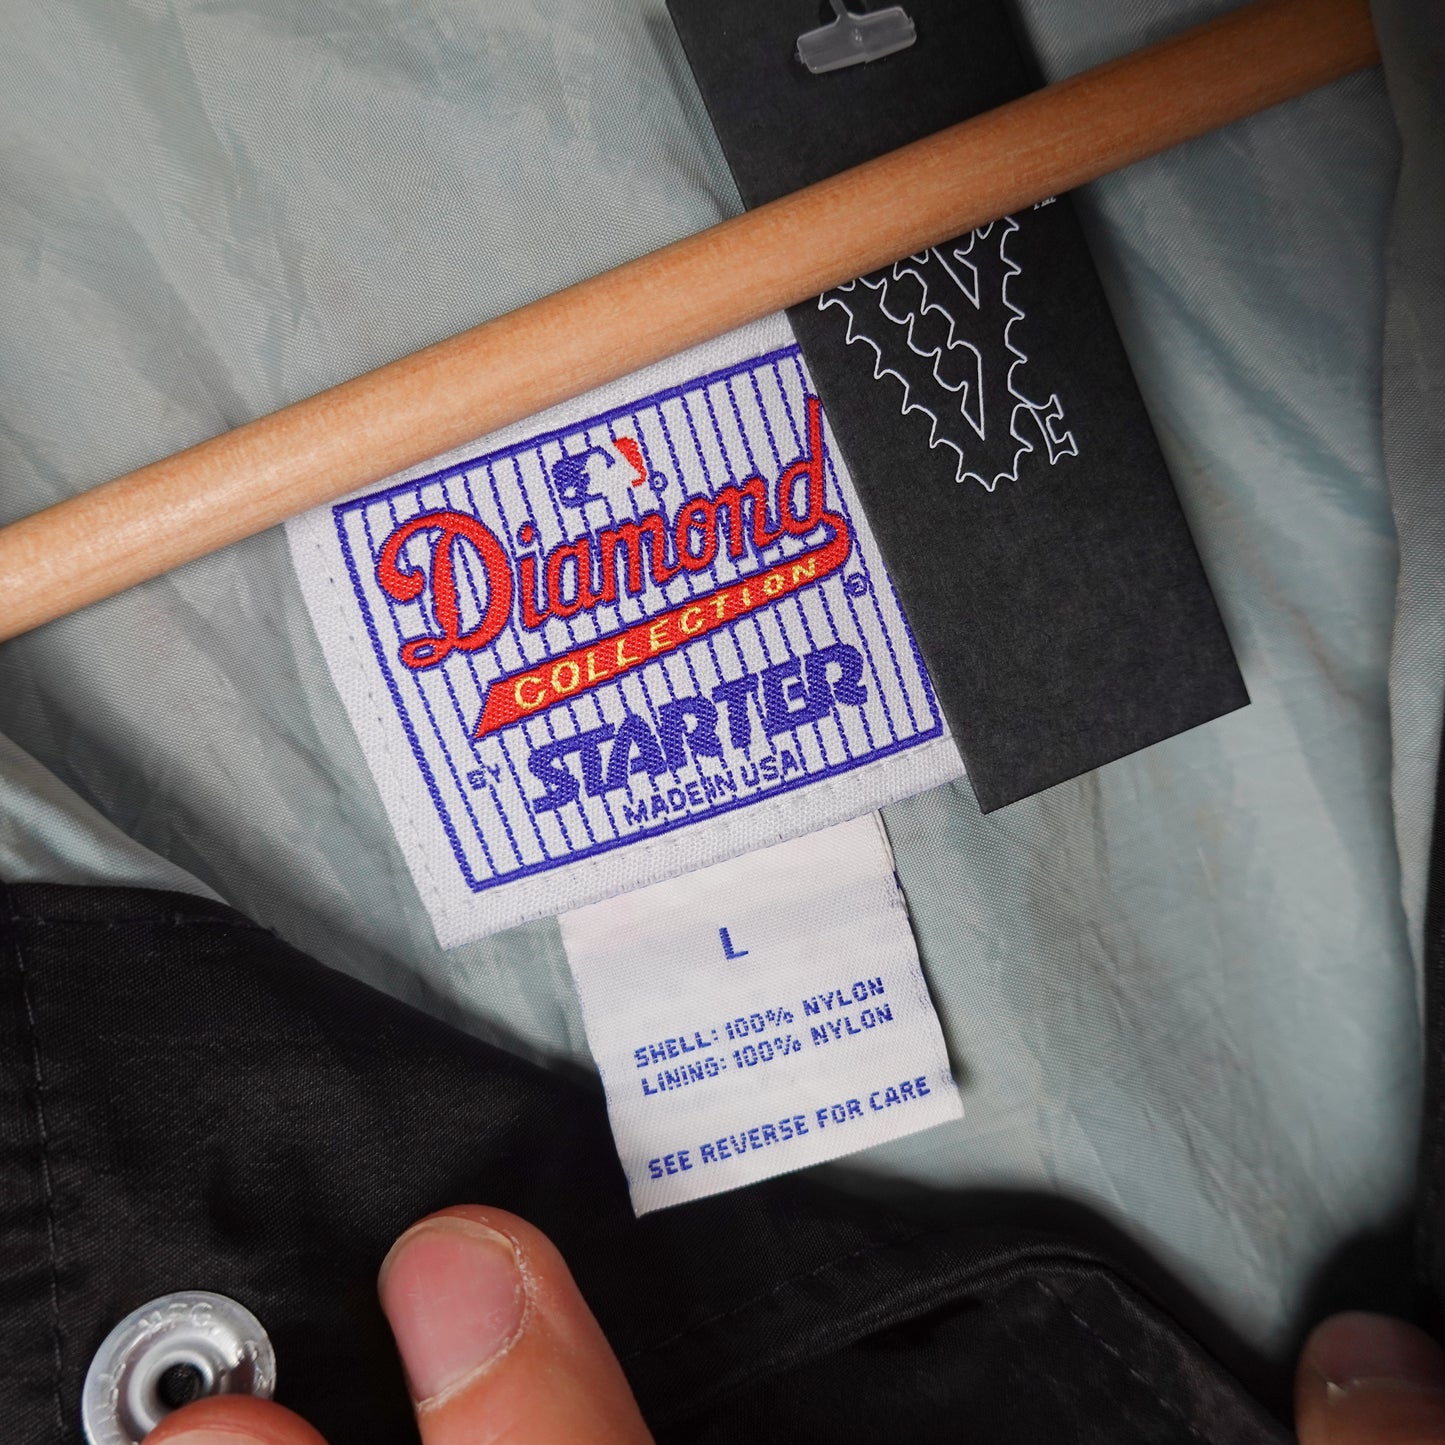 Diamond
COLLECTION
BY STARTER
MADE IN USA
L
SHELL: 100% NYLON
LINING: 100% NYLON
SEE REVERSE FOR CARE